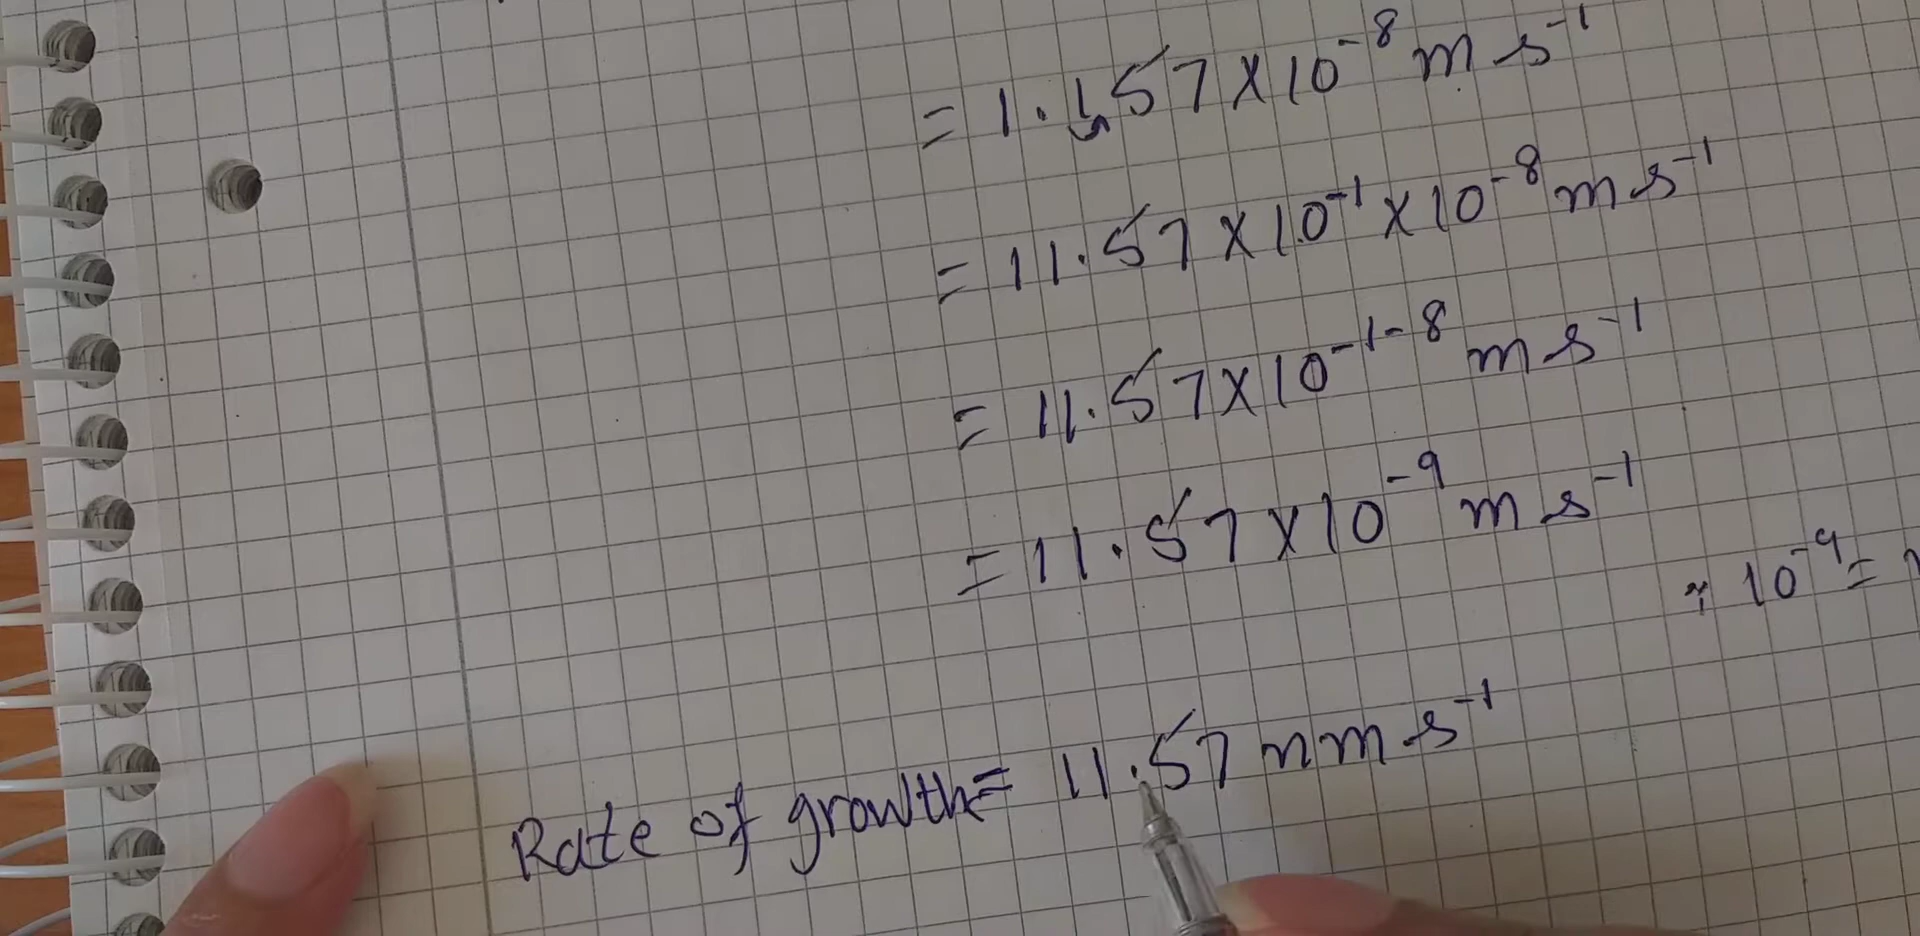 = 1.157 × 10⁻⁸ m s⁻¹
= 11.57 × 10⁻¹ × 10⁻⁸ m s⁻¹
= 11.57 × 10⁻¹⁻⁸ m s⁻¹
= 11.57 × 10⁻⁹ m s⁻¹
∵ 10⁻⁹ =
Rate of growth = 11.57 nm s⁻¹